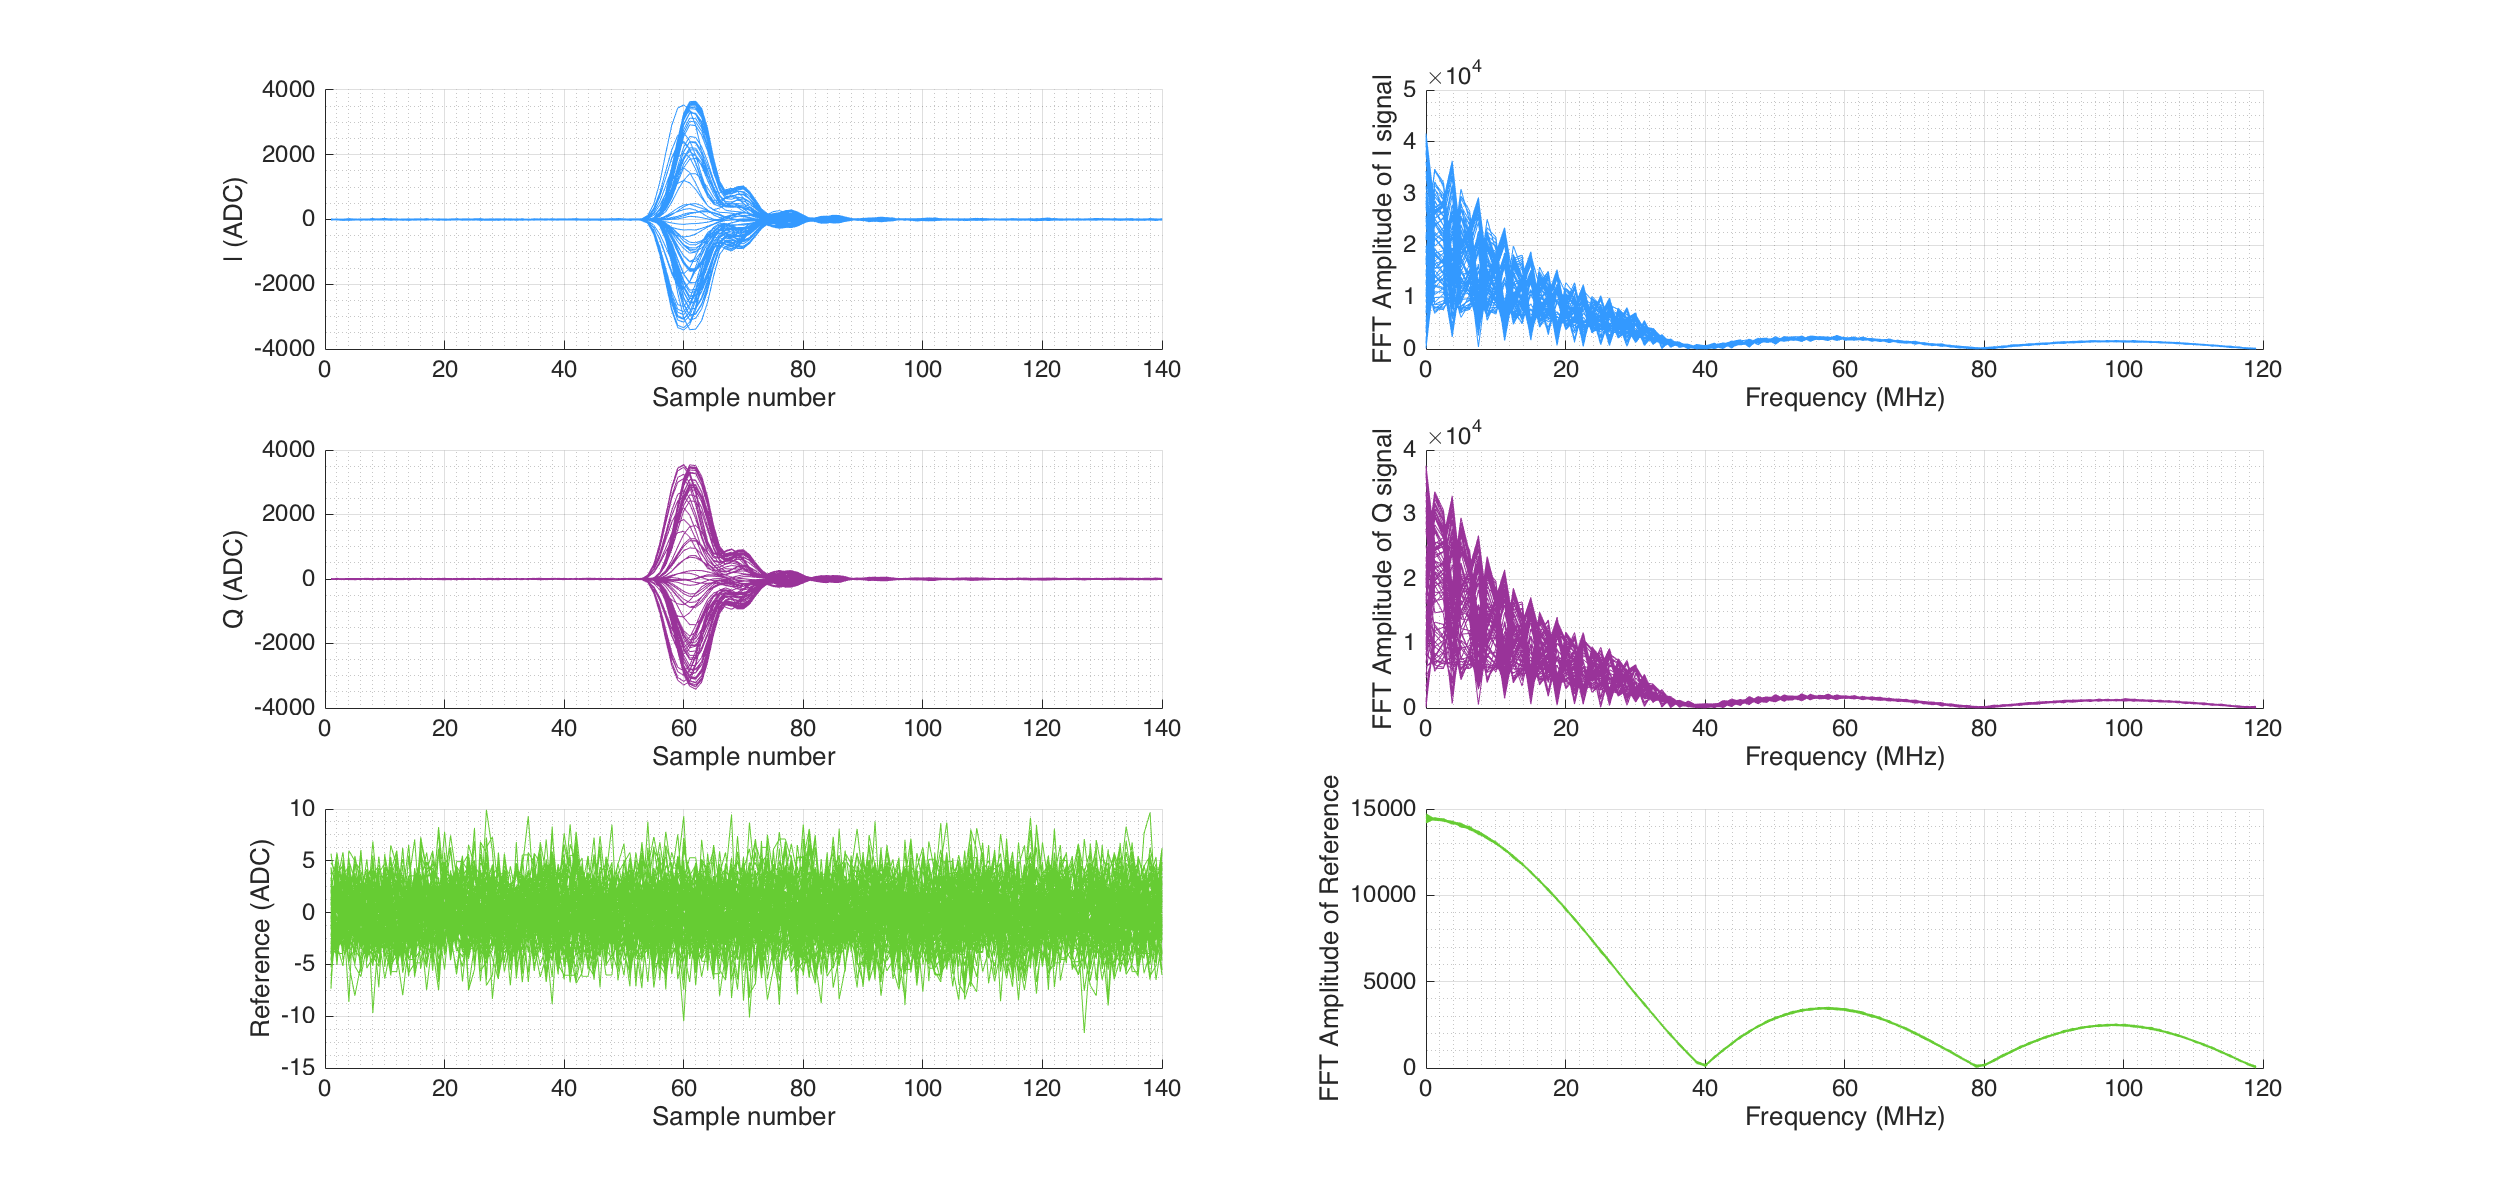 4000
2000
0
-2000
-4000
I (ADC)
0 20 40 60 80 100 120 140
Sample number
×10^4
5
4
3
2
1
0
FFT Amplitude of I signal
0 20 40 60 80 100 120
Frequency (MHz)
4000
2000
0
-2000
-4000
Q (ADC)
0 20 40 60 80 100 120 140
Sample number
×10^4
4
3
2
1
0
FFT Amplitude of Q signal
0 20 40 60 80 100 120
Frequency (MHz)
10
5
0
-5
-10
-15
Reference (ADC)
0 20 40 60 80 100 120 140
Sample number
15000
10000
5000
0
FFT Amplitude of Reference
0 20 40 60 80 100 120
Frequency (MHz)